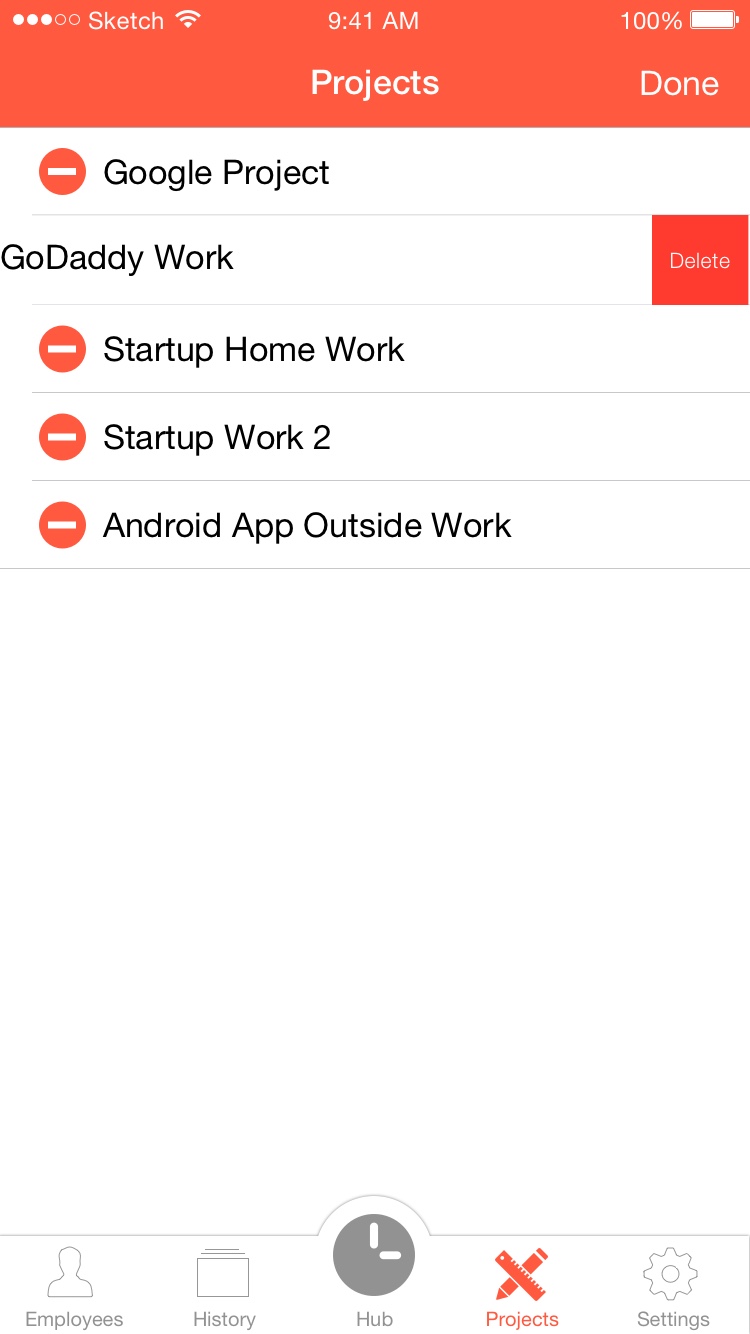 Sketch 9:41 AM 100%
Projects Done
Google Project
GoDaddy Work Delete
Startup Home Work
Startup Work 2
Android App Outside Work
Employees History Hub Projects Settings